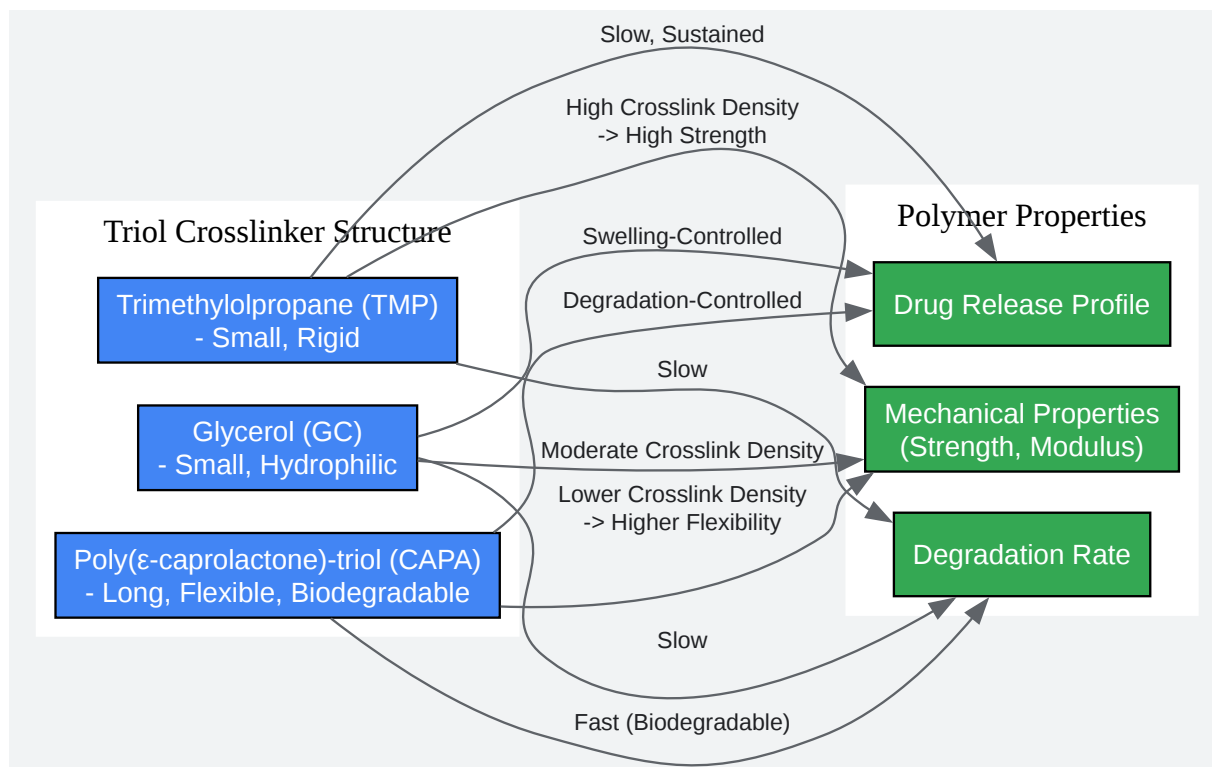 Slow, Sustained
High Crosslink Density
-> High Strength
Triol Crosslinker Structure
Polymer Properties
Swelling-Controlled
Trimethylolpropane (TMP)
- Small, Rigid
Degradation-Controlled
Drug Release Profile
Slow
Glycerol (GC)
- Small, Hydrophilic
Moderate Crosslink Density
Mechanical Properties
(Strength, Modulus)
Lower Crosslink Density
-> Higher Flexibility
Poly(ε-caprolactone)-triol (CAPA)
- Long, Flexible, Biodegradable
Degradation Rate
Slow
Fast (Biodegradable)